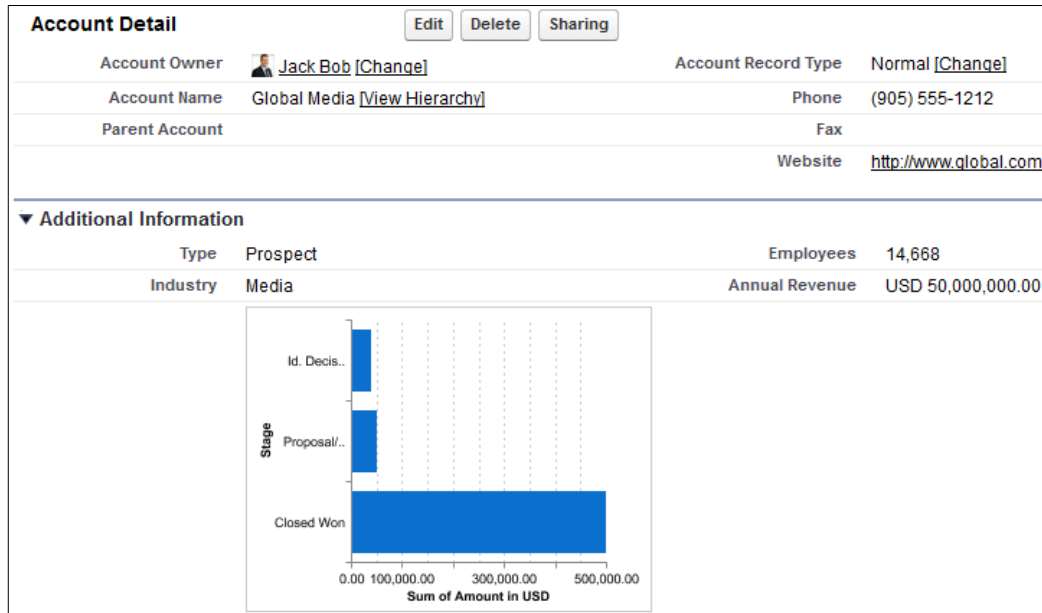 Account Detail Edit Delete Sharing
Account Owner Jack Bob [Change] Account Record Type Normal [Change]
Account Name Global Media [View Hierarchy] Phone (905) 555-1212
Parent Account Fax
Website http://www.global.com
Additional Information
Type Prospect Employees 14,668
Industry Media Annual Revenue USD 50,000,000.00
Id. Decis..
Proposal/..
Closed Won
Stage
0.00 100,000.00 300,000.00 500,000.00
Sum of Amount in USD